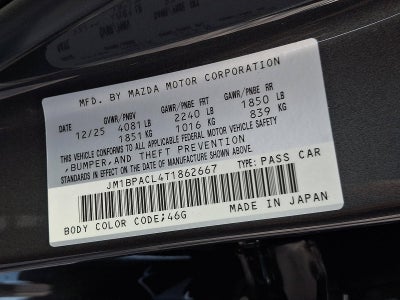 MFD. BY MAZDA MOTOR CORPORATION
DATE GVWR/PNBV GAWR/PNBE FRT GAWR/PNBE RR
12/25 4081 LB 2240 LB 1850 LB
1851 KG 1016 KG 839 KG
THIS VEHICLE CONFORMS TO ALL APPLICABLE FEDERAL MOTOR VEHICLE SAFETY
,BUMPER,AND THEFT PREVENTION
STANDARDS IN EFFECT ON THE DATE OF MANUFACTURE SHOWN ABOVE.
JM1BPACL4T1862667 TYPE: PASS CAR
BODY COLOR CODE;46G MADE IN JAPAN